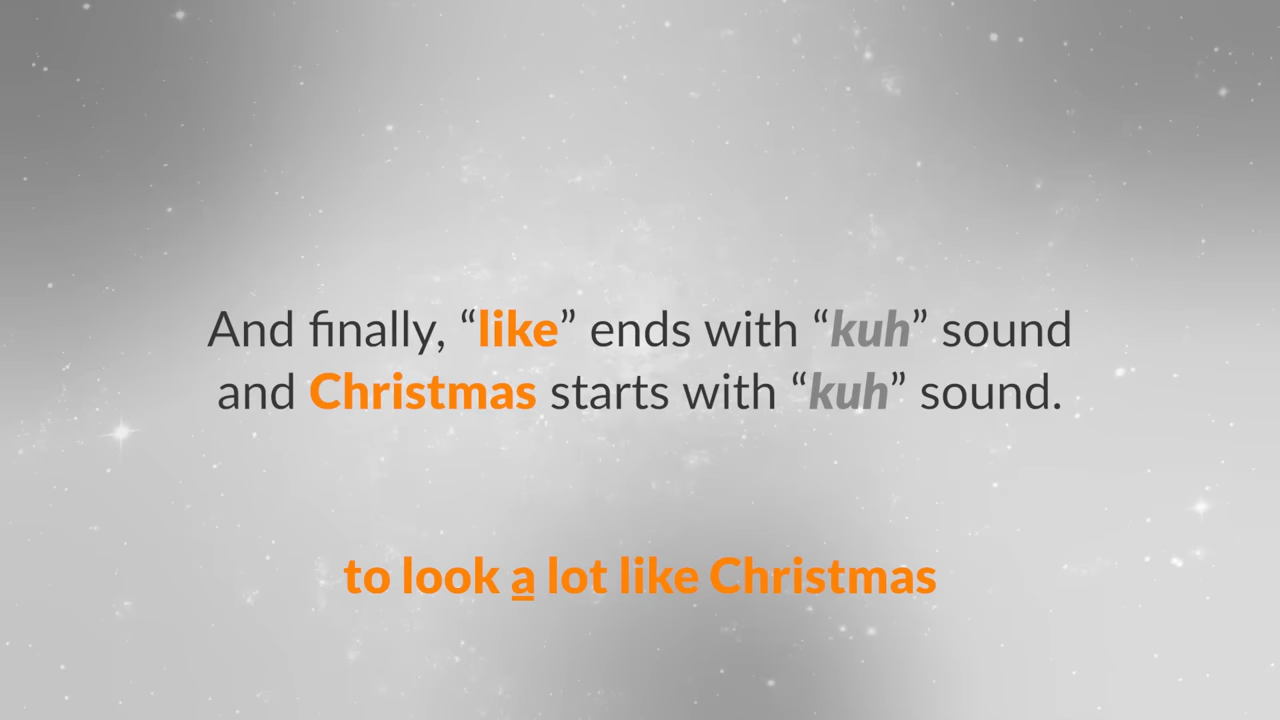 And finally, “like” ends with “kuh” sound
and Christmas starts with “kuh” sound.
to look a lot like Christmas